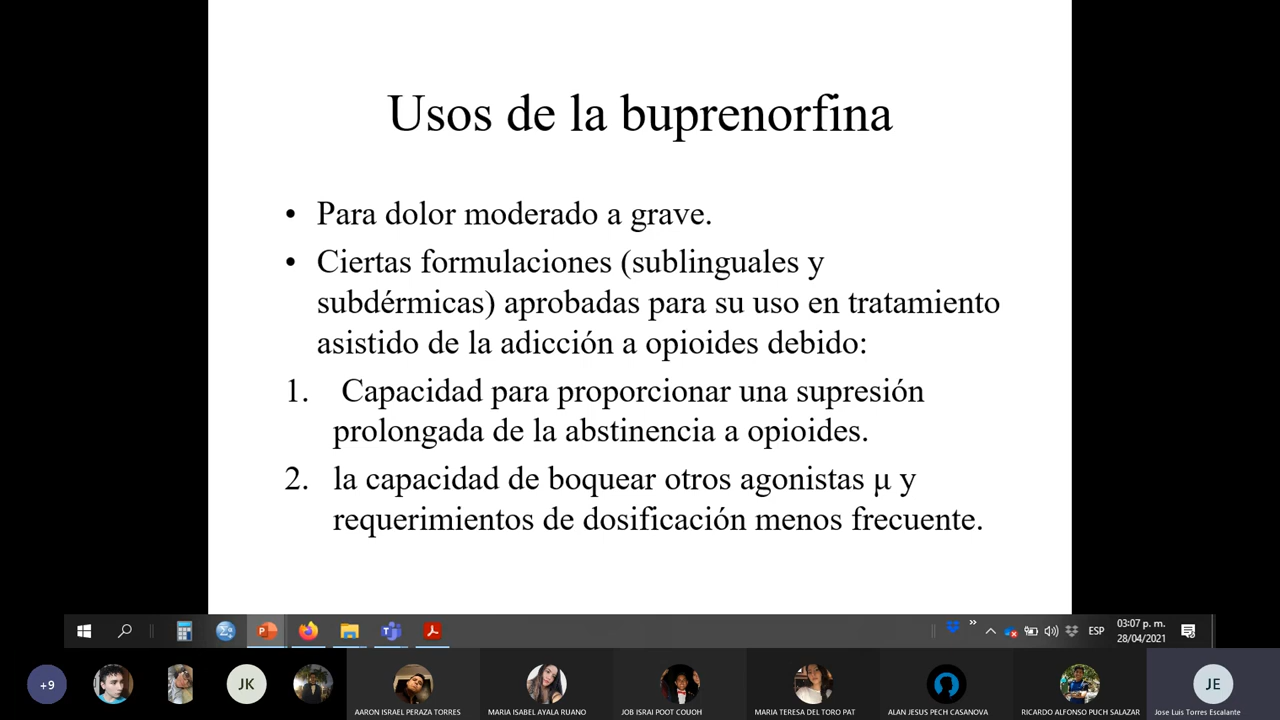 Usos de la buprenorfina
• Para dolor moderado a grave.
• Ciertas formulaciones (sublinguales y
subdérmicas) aprobadas para su uso en tratamiento
asistido de la adicción a opioides debido:
1. Capacidad para proporcionar una supresión
prolongada de la abstinencia a opioides.
2. la capacidad de boquear otros agonistas μ y
requerimientos de dosificación menos frecuente.
ESP
03:07 p. m.
28/04/2021
+9
JK
JE
AARON ISRAEL PERAZA TORRES
MARIA ISABEL AYALA RUANO
JOB ISRAI POOT COUOH
MARIA TERESA DEL TORO PAT
ALAN JESUS PECH CASANOVA
RICARDO ALFONSO PUCH SALAZAR
Jose Luis Torres Escalante